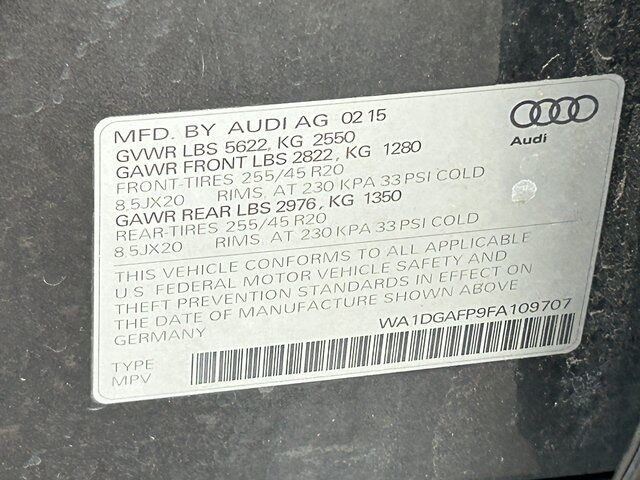 MFD. BY AUDI AG 02 15
GVWR LBS 5622, KG 2550
GAWR FRONT LBS 2822, KG 1280
FRONT-TIRES 255/45 R20
8.5JX20 RIMS, AT 230 KPA 33 PSI COLD
GAWR REAR LBS 2976, KG 1350
REAR-TIRES 255/45 R20
8.5JX20 RIMS, AT 230 KPA 33 PSI COLD
Audi
THIS VEHICLE CONFORMS TO ALL APPLICABLE
U.S. FEDERAL MOTOR VEHICLE SAFETY AND
THEFT PREVENTION STANDARDS IN EFFECT ON
THE DATE OF MANUFACTURE SHOWN ABOVE
GERMANY
WA1DGAFP9FA109707
TYPE
MPV